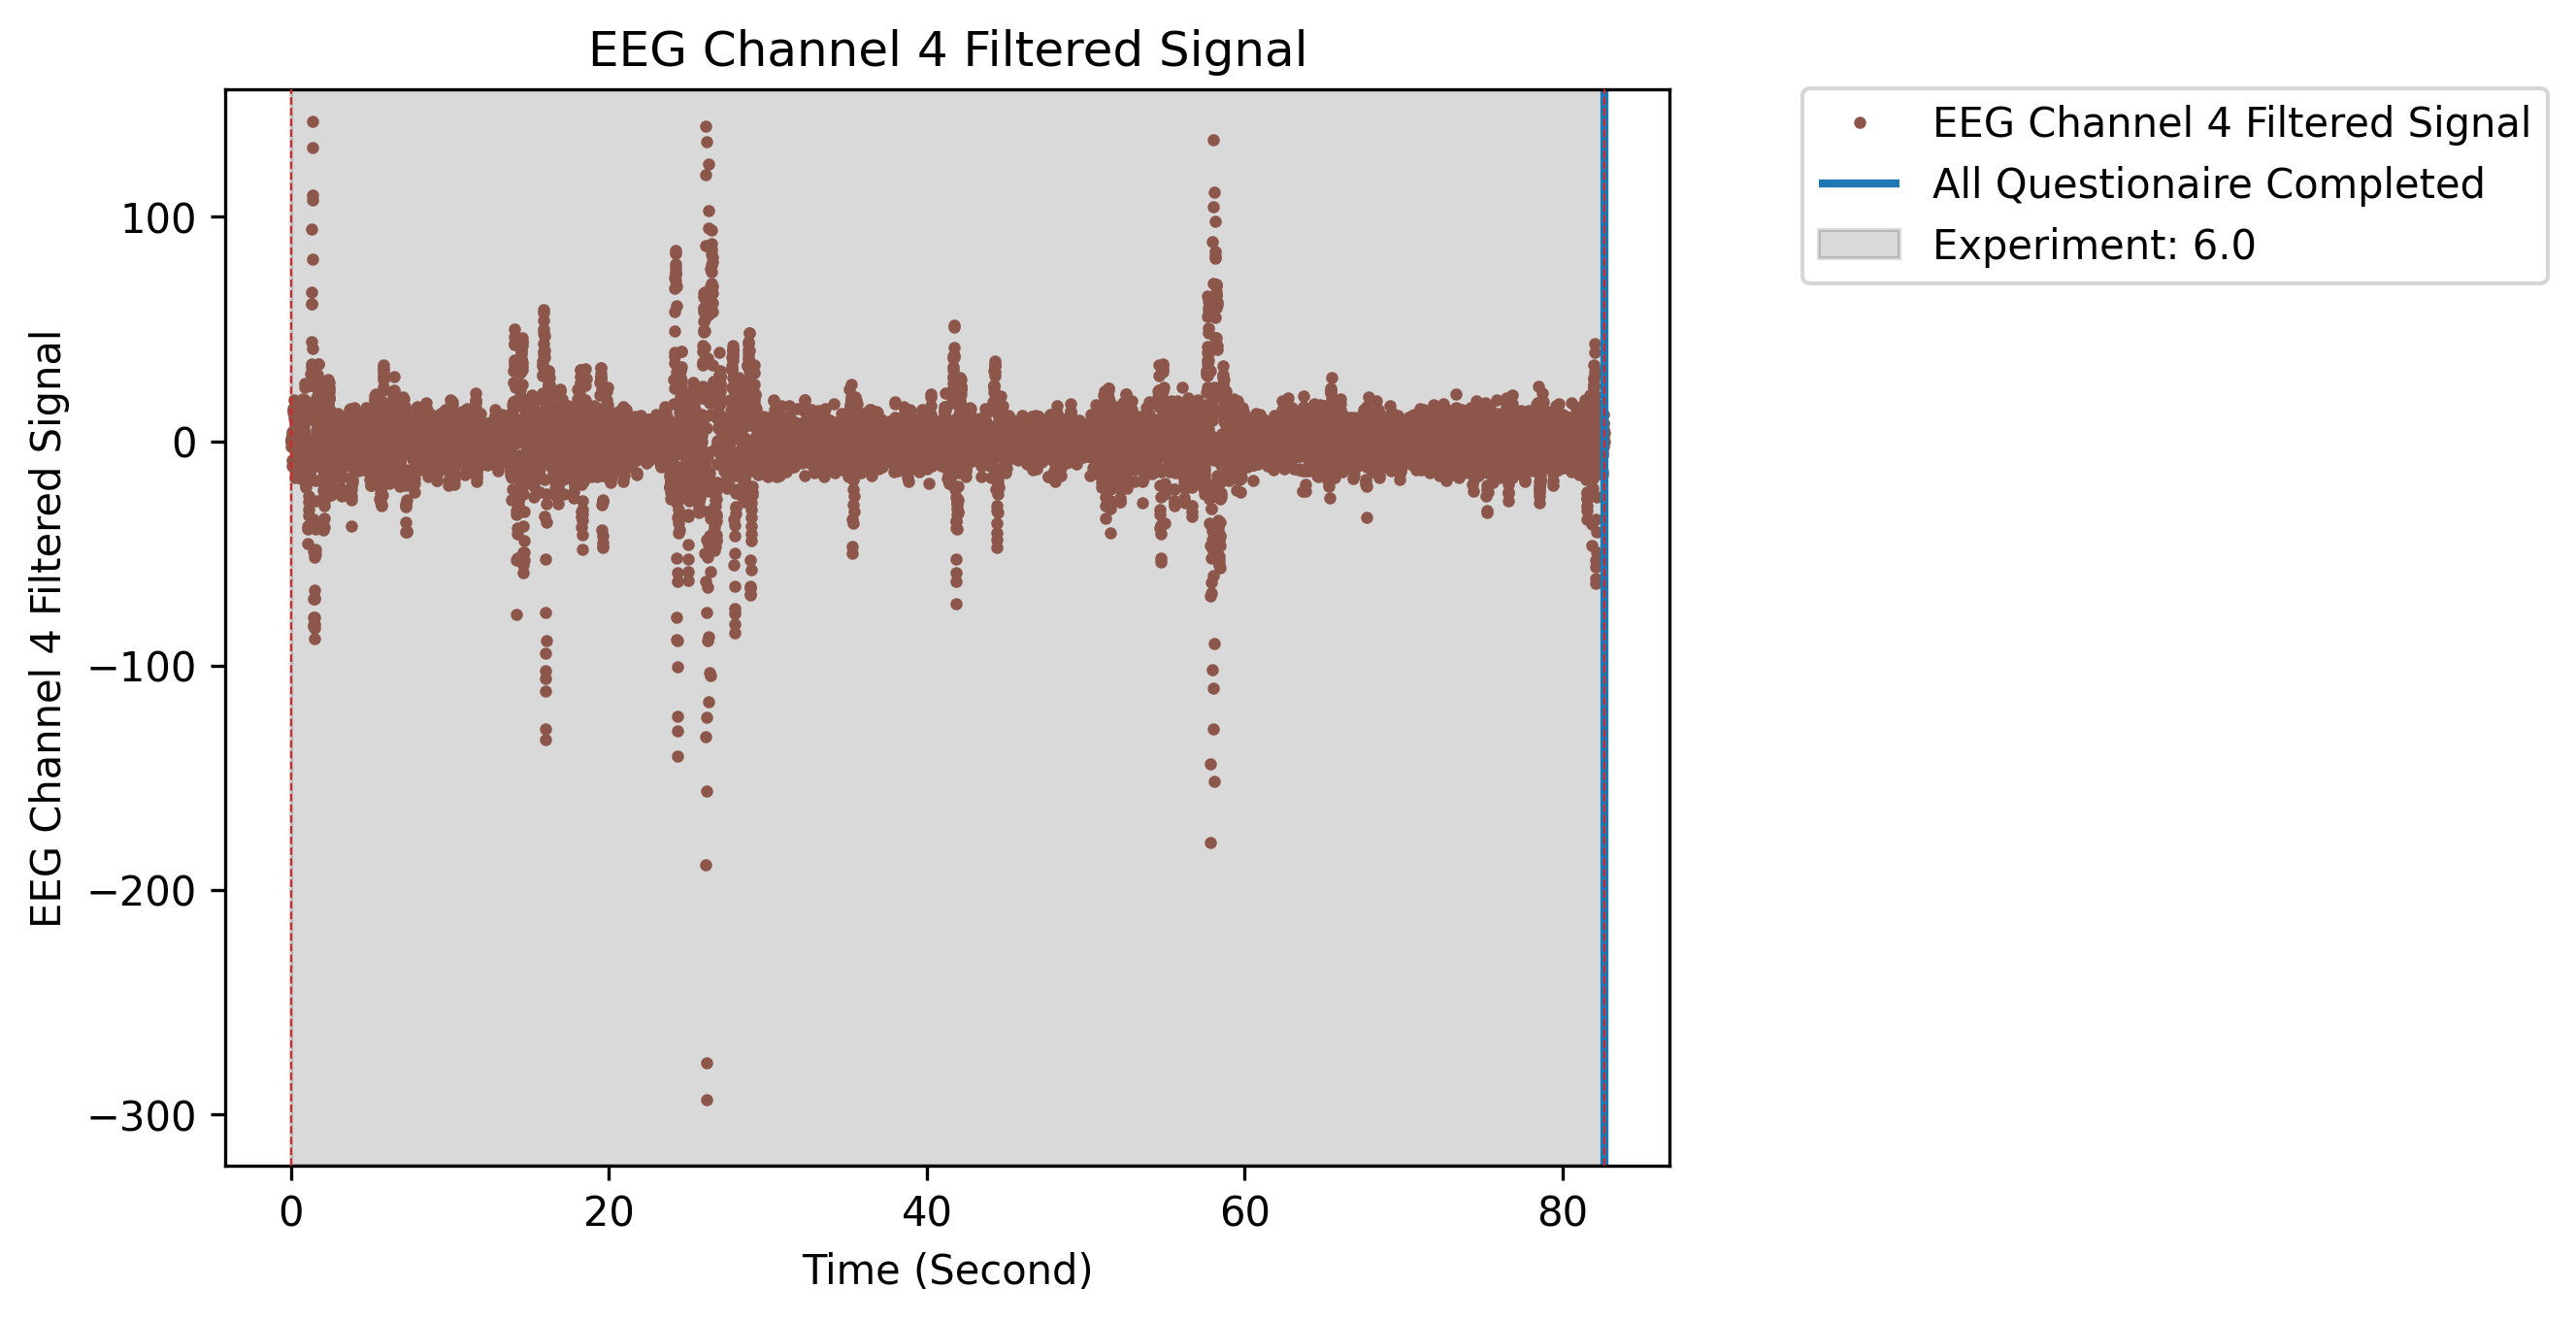 EEG Channel 4 Filtered Signal
EEG Channel 4 Filtered Signal
All Questionaire Completed
Experiment: 6.0
EEG Channel 4 Filtered Signal
100
0
−100
−200
−300
0 20 40 60 80
Time (Second)